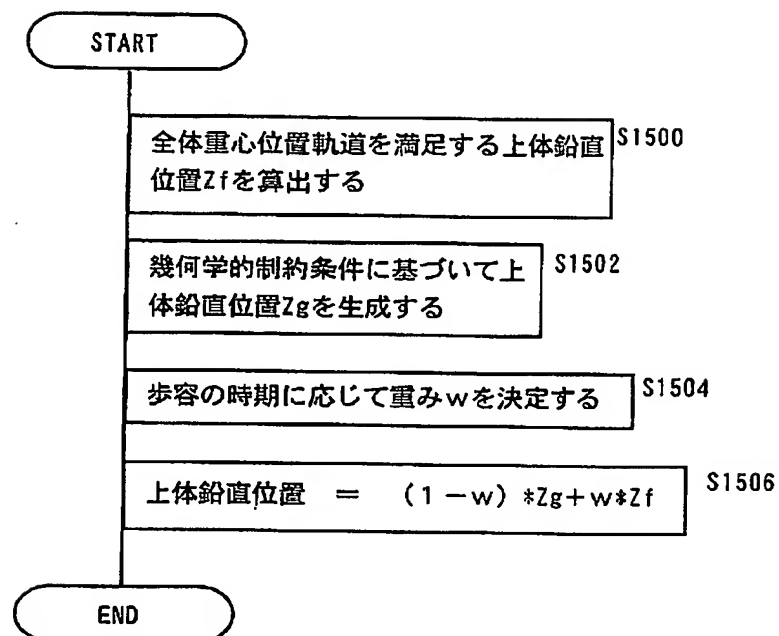 START
全体重心位置軌道を満足する上体鉛直
位置Zfを算出する
S1500
幾何学的制約条件に基づいて上
体鉛直位置Zgを生成する
S1502
歩容の時期に応じて重みwを決定する
S1504
上体鉛直位置 = (1-w)*Zg+w*Zf
S1506
END